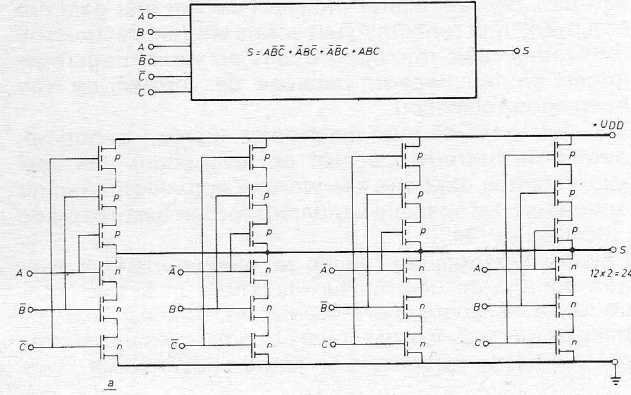 Ā
B
A
B̄
C̄
C
S = AB̄C̄ + ĀBC̄ + ĀB̄C + ABC
S
+ UDD
p p p p
p p p p
p p p p
S
A n Ā n Ā n A n
12 x 2 = 24
B̄ n B n B̄ n B n
C̄ n C̄ n C n C n
a